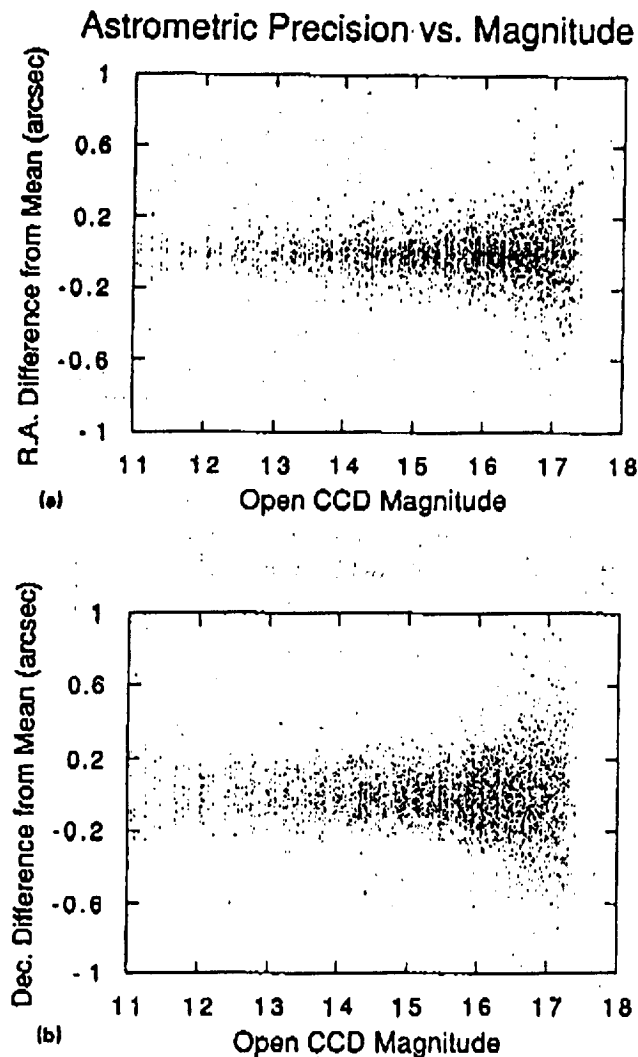 Astrometric Precision vs. Magnitude
R.A. Difference from Mean (arcsec)
1
0.6
0.2
-0.2
-0.6
-1
11 12 13 14 15 16 17 18
(a)
Open CCD Magnitude
Dec. Difference from Mean (arcsec)
1
0.6
0.2
-0.2
-0.6
-1
11 12 13 14 15 16 17 18
(b)
Open CCD Magnitude